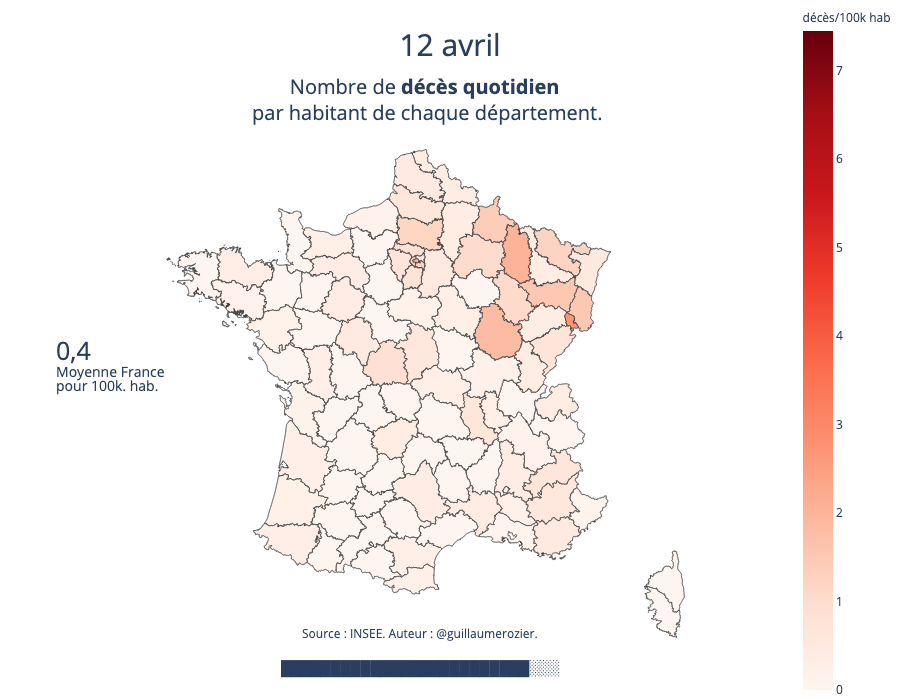 décès/100k hab
12 avril
Nombre de décès quotidien
par habitant de chaque département.
7
6
5
4
3
2
1
0
0,4
Moyenne France
pour 100k. hab.
Source : INSEE. Auteur : @guillaumerozier.